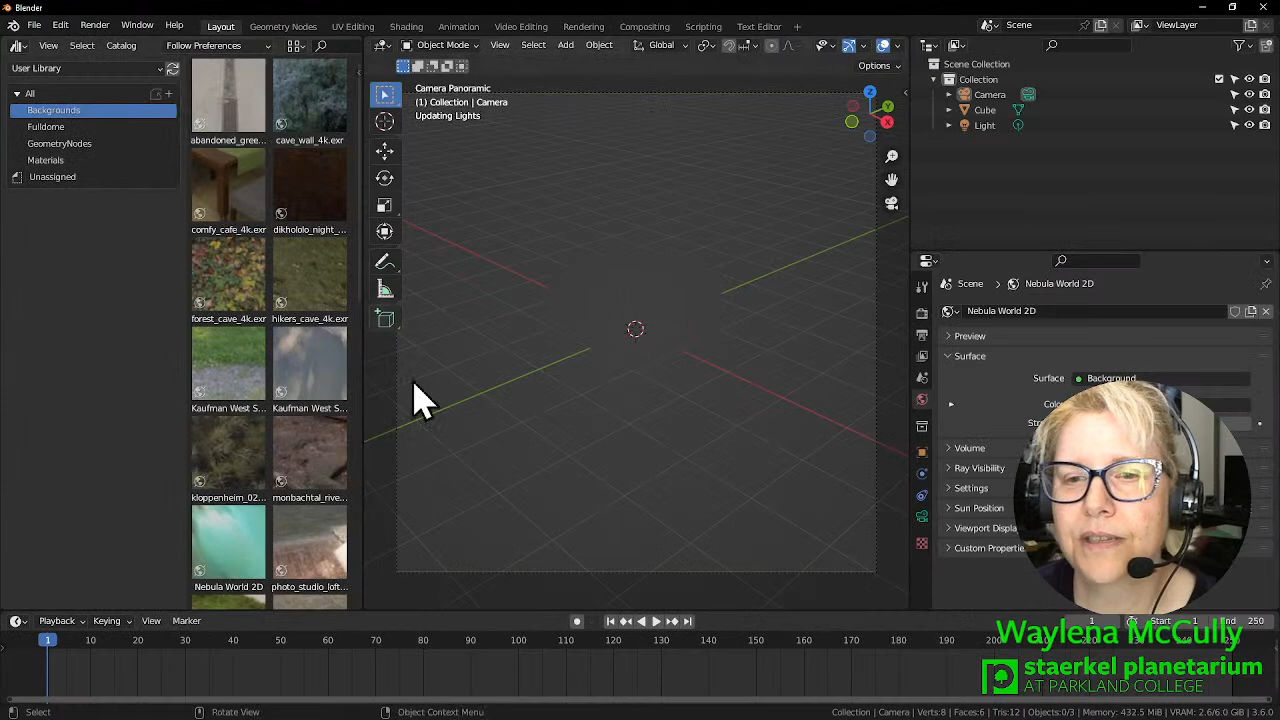 Blender
File Edit Render Window Help Layout Geometry Nodes UV Editing Shading Animation Rendering Compositing Scripting Text Editor + Scene ViewLayer
View Select Catalog Follow Preferences Object Mode View Select Add Object Global
User Library
Options
All
Backgrounds
Fulldome
GeometryNodes
Materials
Unassigned
abandoned_gree...
cave_wall_4k.exr
comfy_cafe_4k.exr
dikhololo_night_...
forest_cave_4k.exr
hikers_cave_4k.exr
Kaufman West S...
Kaufman West S...
kloppenheim_02...
monbachtal_rive...
Nebula World 2D
photo_studio_loft...
Camera Panoramic
(1) Collection | Camera
Updating Lights
Z
Y
X
Scene Collection
Collection
Camera
Cube
Light
Scene > Nebula World 2D
Nebula World 2D
Preview
Surface
Surface Background
Volume
Ray Visibility
Settings
Sun Position
Viewport Displa
Custom Propertie
Playback Keying View Marker
1 Start 1 End 250
1 10 20 30 40 50 60 70 80 90 100 110 120 130 140 150 160 170 180 190 200
Waylena McCully
staerkel planetarium
AT PARKLAND COLLEGE
Select Rotate View Object Context Menu Collection | Camera | Verts:8 | Faces:6 | Tris:12 | Objects:0/3 | Memory: 432.5 MiB | VRAM: 2.6/6.0 GiB | 3.6.0